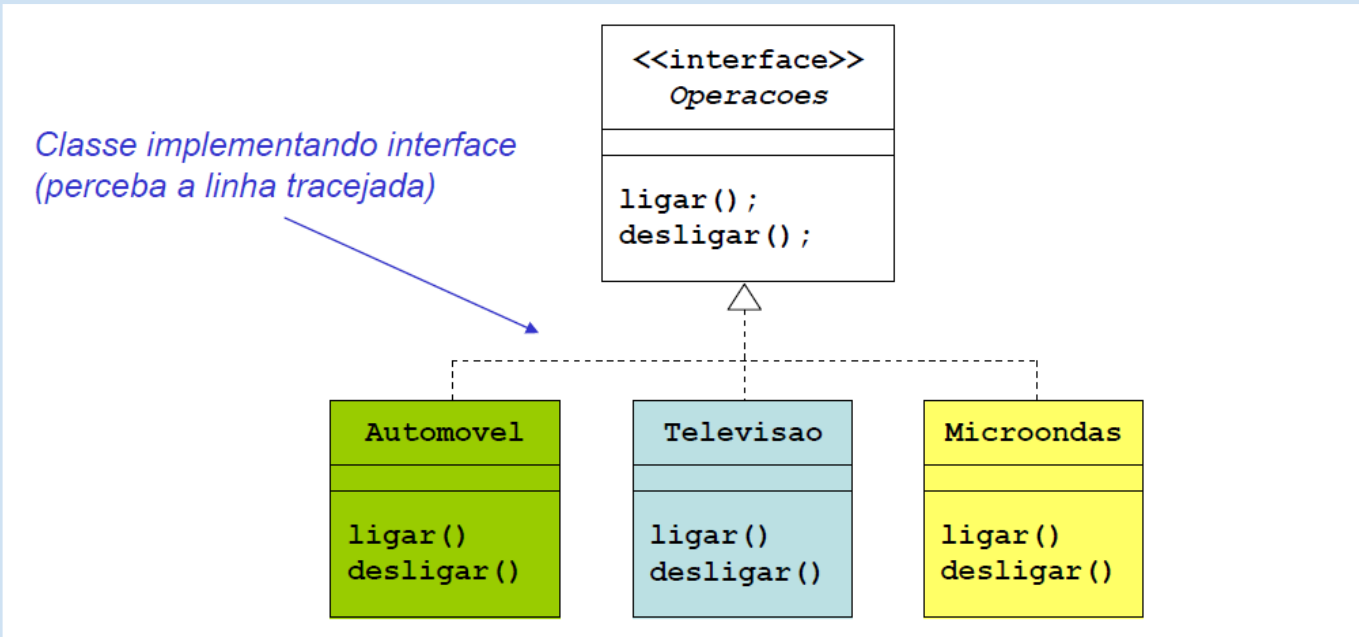 <<interface>>
Operacoes
Classe implementando interface
(perceba a linha tracejada)
ligar();
desligar();
Automovel
Televisao
Microondas
ligar()
desligar()
ligar()
desligar()
ligar()
desligar()